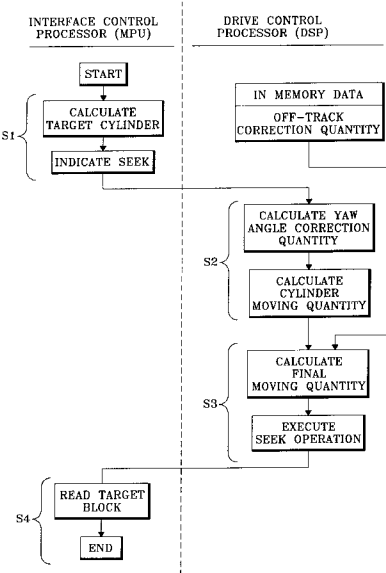 INTERFACE CONTROL
PROCESSOR (MPU)
DRIVE CONTROL
PROCESSOR (DSP)
START
IN MEMORY DATA
OFF-TRACK
CORRECTION QUANTITY
S1
CALCULATE
TARGET CYLINDER
INDICATE SEEK
S2
CALCULATE YAW
ANGLE CORRECTION
QUANTITY
CALCULATE
CYLINDER
MOVING QUANTITY
S3
CALCULATE
FINAL
MOVING QUANTITY
EXECUTE
SEEK OPERATION
S4
READ TARGET
BLOCK
END